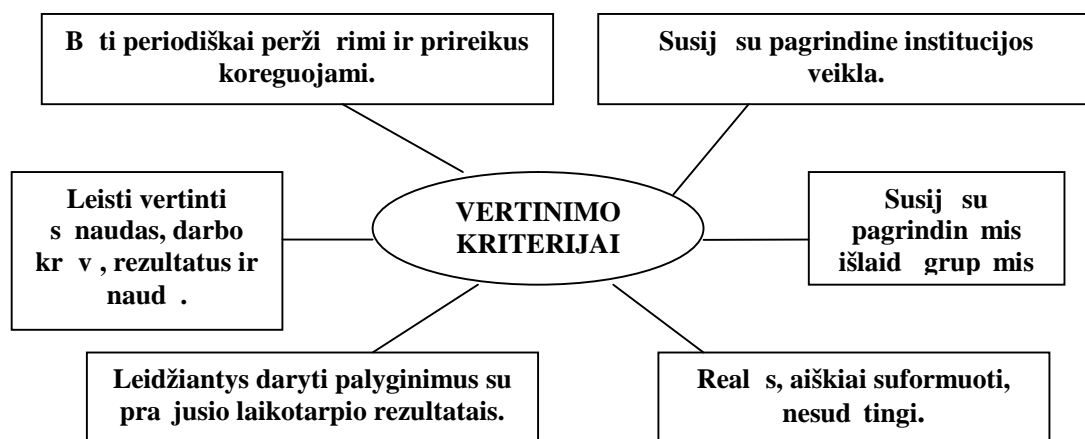 B ti periodiškai perži rimi ir prireikus
koreguojami.
Susij su pagrindine institucijos
veikla.
Leisti vertinti
s naudas, darbo
kr v , rezultatus ir
naud .
VERTINIMO
KRITERIJAI
Susij su
pagrindin mis
išlaid grup mis
Leidžiantys daryti palyginimus su
pra jusio laikotarpio rezultatais.
Real s, aiškiai suformuoti,
nesud tingi.